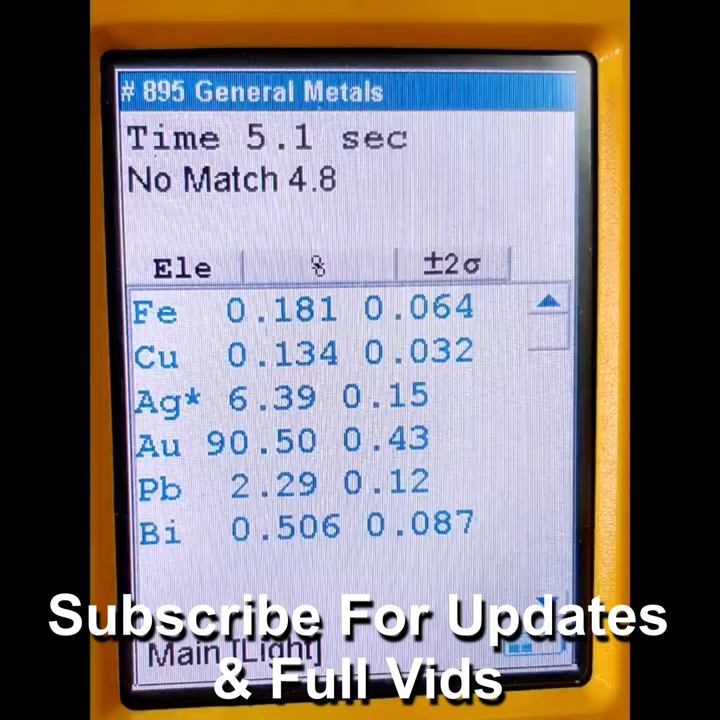 # 895 General Metals
Time 5.1 sec
No Match 4.8
Ele % ±2σ
Fe 0.181 0.064
Cu 0.134 0.032
Ag* 6.39 0.15
Au 90.50 0.43
Pb 2.29 0.12
Bi 0.506 0.087
Subscribe For Updates
Main [Light]
& Full Vids